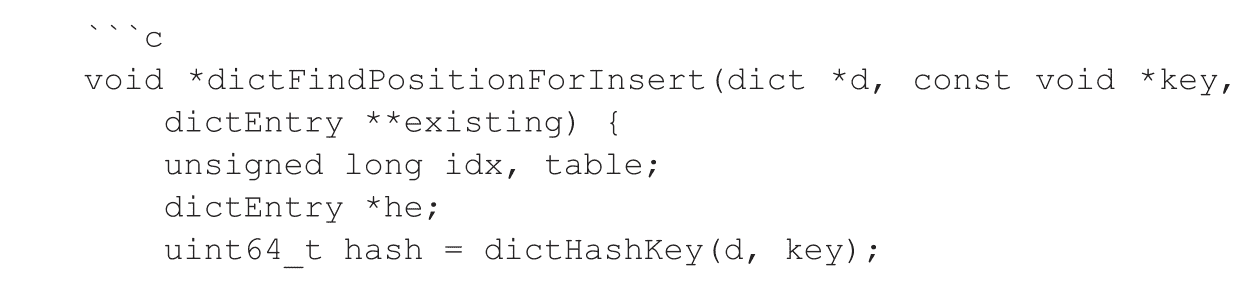 ```c
void *dictFindPositionForInsert(dict *d, const void *key,
    dictEntry **existing) {
    unsigned long idx, table;
    dictEntry *he;
    uint64_t hash = dictHashKey(d, key);